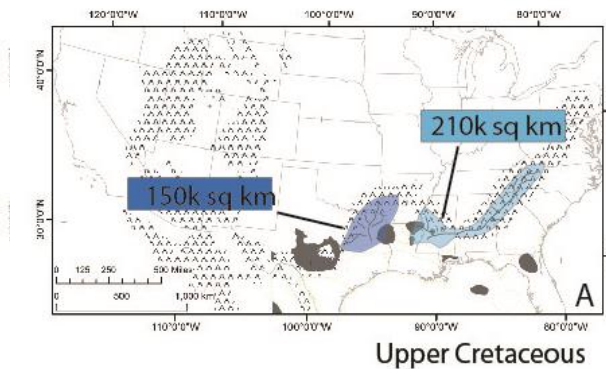 120°0'0"W 110°0'0"W 100°0'0"W 90°0'0"W 80°0'0"W
40°0'0"N
210k sq km
150k sq km
30°0'0"N
0 125 250 500 Miles
0 500 1,000 km
A
110°0'0"W 100°0'0"W 90°0'0"W 80°0'0"W
Upper Cretaceous